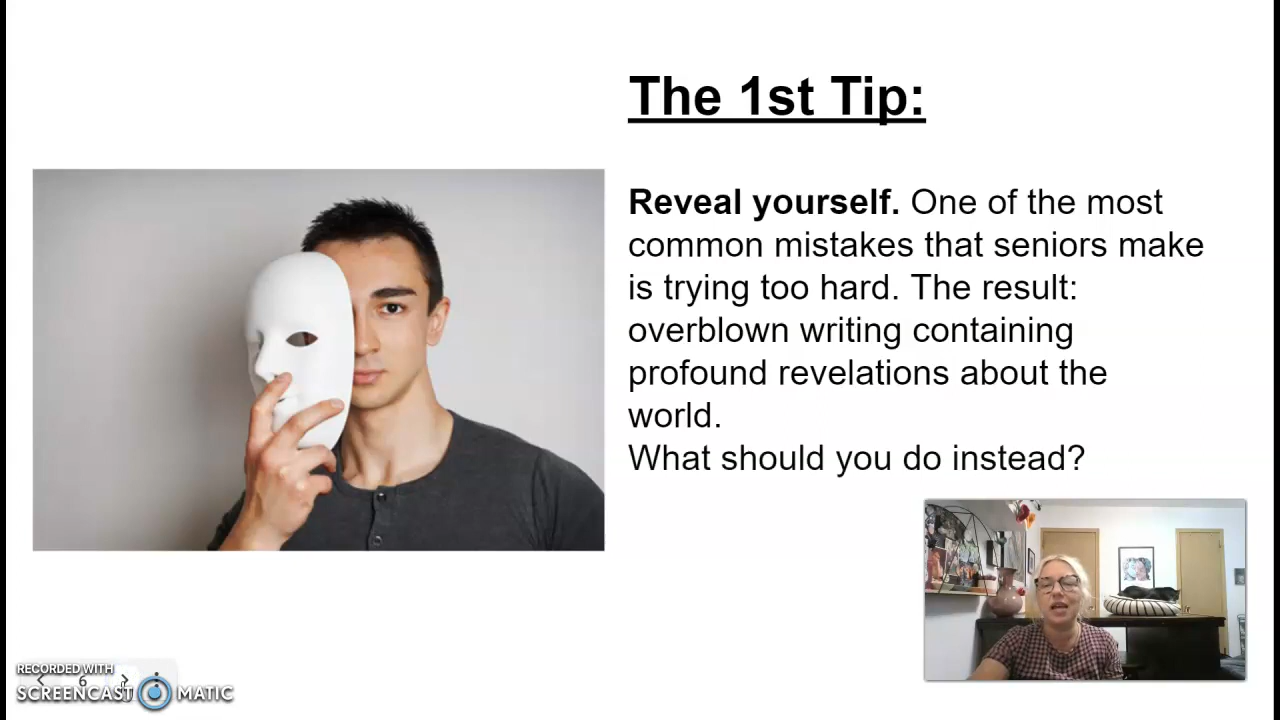 The 1st Tip:
Reveal yourself. One of the most
common mistakes that seniors make
is trying too hard. The result:
overblown writing containing
profound revelations about the
world.
What should you do instead?
RECORDED WITH
6
SCREENCAST MATIC